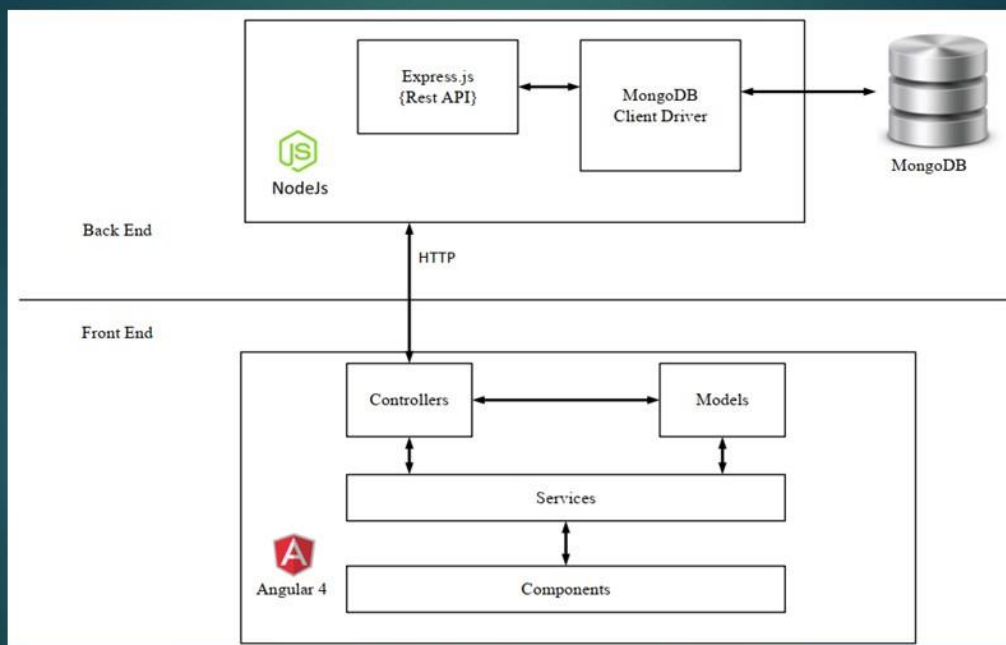 Express.js
{Rest API}
MongoDB
Client Driver
MongoDB
JS
NodeJs
Back End
HTTP
Front End
Controllers
Models
Services
A
Angular 4
Components